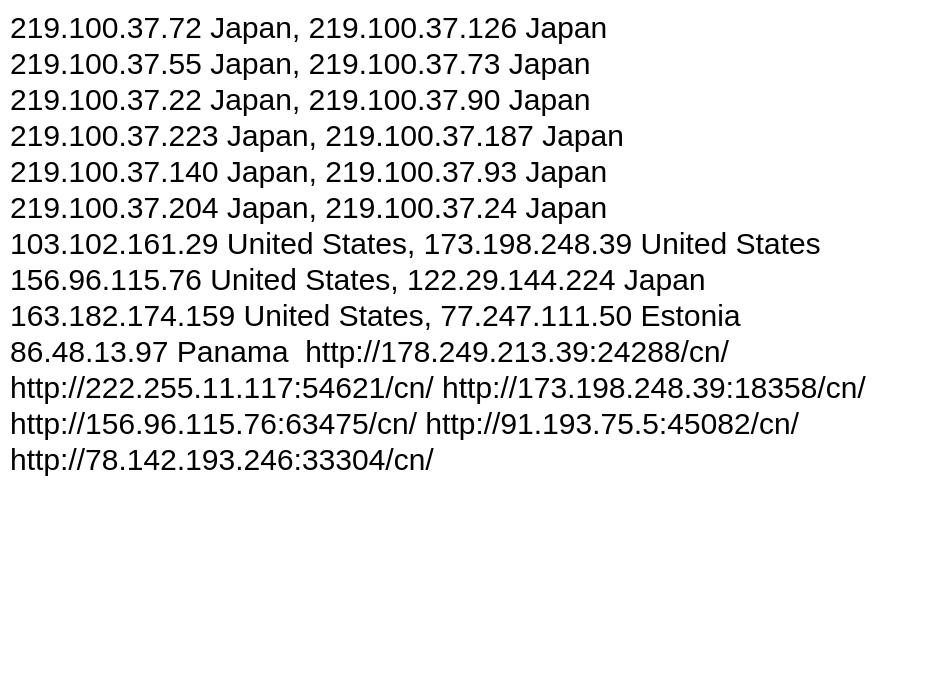 219.100.37.72 Japan, 219.100.37.126 Japan
219.100.37.55 Japan, 219.100.37.73 Japan
219.100.37.22 Japan, 219.100.37.90 Japan
219.100.37.223 Japan, 219.100.37.187 Japan
219.100.37.140 Japan, 219.100.37.93 Japan
219.100.37.204 Japan, 219.100.37.24 Japan
103.102.161.29 United States, 173.198.248.39 United States
156.96.115.76 United States, 122.29.144.224 Japan
163.182.174.159 United States, 77.247.111.50 Estonia
86.48.13.97 Panama  http://178.249.213.39:24288/cn/
http://222.255.11.117:54621/cn/ http://173.198.248.39:18358/cn/
http://156.96.115.76:63475/cn/ http://91.193.75.5:45082/cn/
http://78.142.193.246:33304/cn/